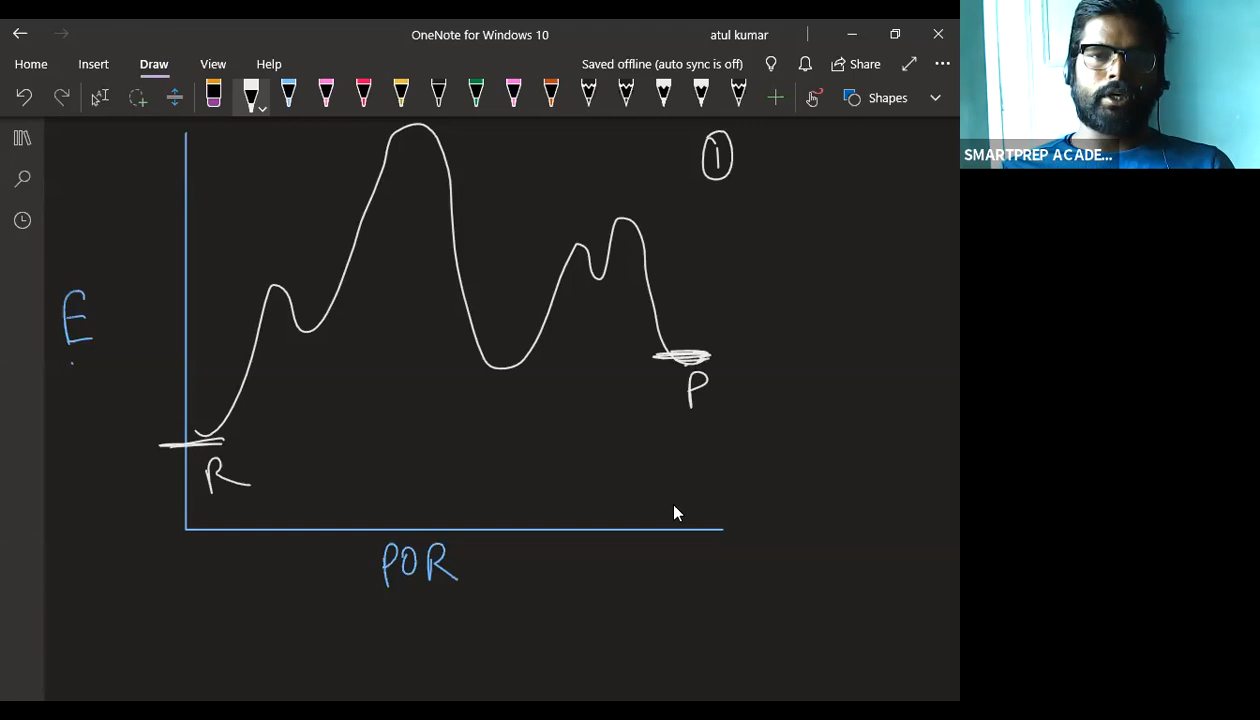 OneNote for Windows 10
atul kumar
Home Insert Draw View Help
Saved offline (auto sync is off)
Share
Shapes
SMARTPREP ACADE...
1
E
P
R
POR